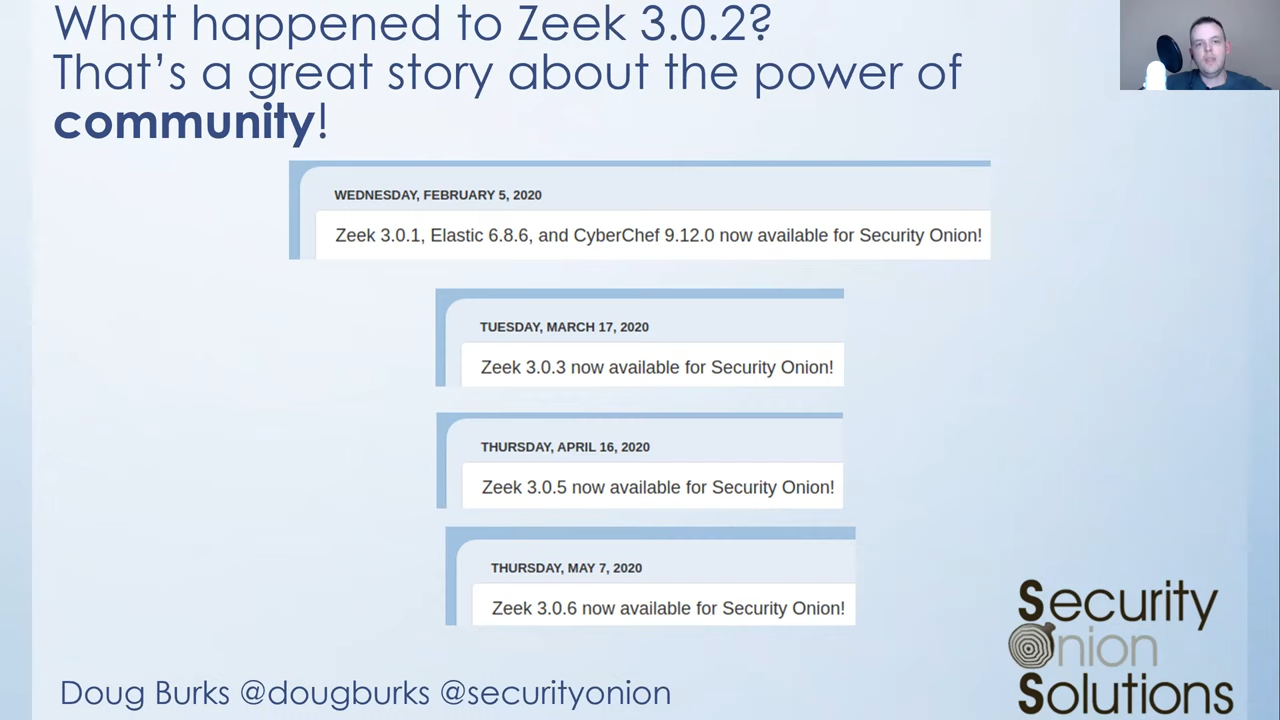 What happened to Zeek 3.0.2?
That’s a great story about the power of
community!
WEDNESDAY, FEBRUARY 5, 2020
Zeek 3.0.1, Elastic 6.8.6, and CyberChef 9.12.0 now available for Security Onion!
TUESDAY, MARCH 17, 2020
Zeek 3.0.3 now available for Security Onion!
THURSDAY, APRIL 16, 2020
Zeek 3.0.5 now available for Security Onion!
THURSDAY, MAY 7, 2020
Zeek 3.0.6 now available for Security Onion!
Security
Onion
Solutions
Doug Burks @dougburks @securityonion